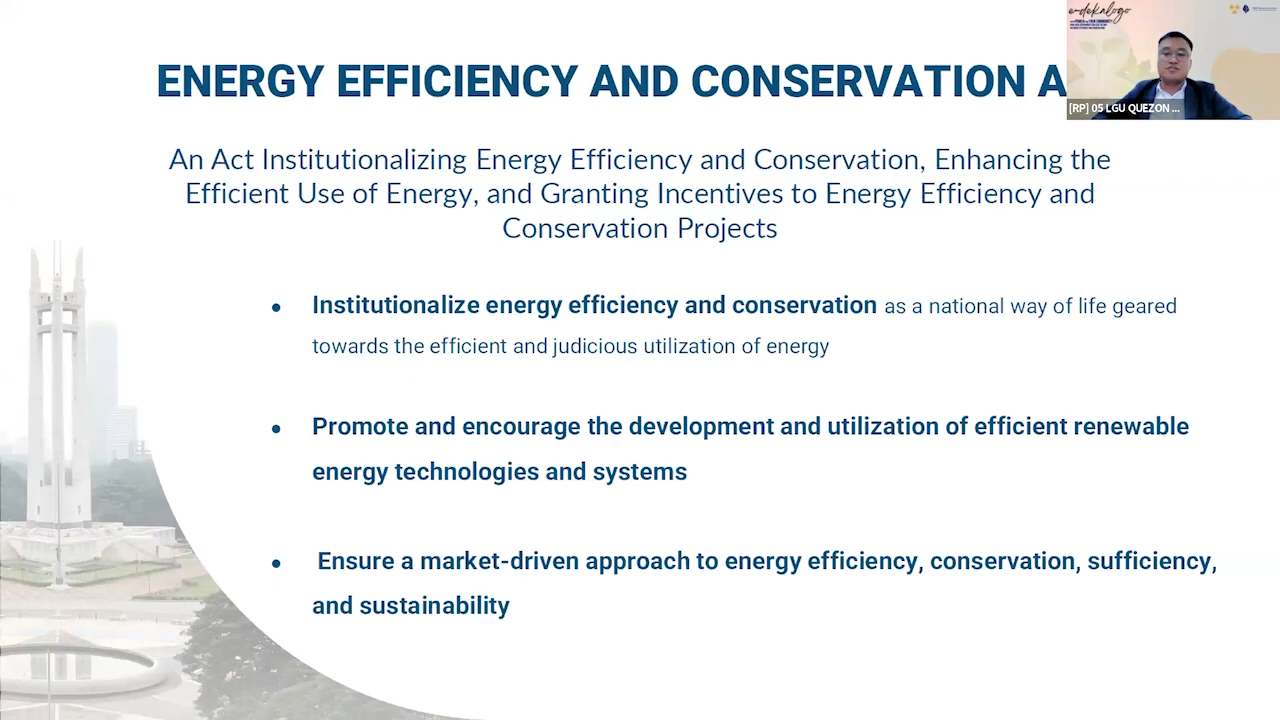 ENERGY EFFICIENCY AND CONSERVATION A
An Act Institutionalizing Energy Efficiency and Conservation, Enhancing the
Efficient Use of Energy, and Granting Incentives to Energy Efficiency and
Conservation Projects
• Institutionalize energy efficiency and conservation as a national way of life geared
towards the efficient and judicious utilization of energy
• Promote and encourage the development and utilization of efficient renewable
energy technologies and systems
• Ensure a market-driven approach to energy efficiency, conservation, sufficiency,
and sustainability
[RP] 05 LGU QUEZON ...